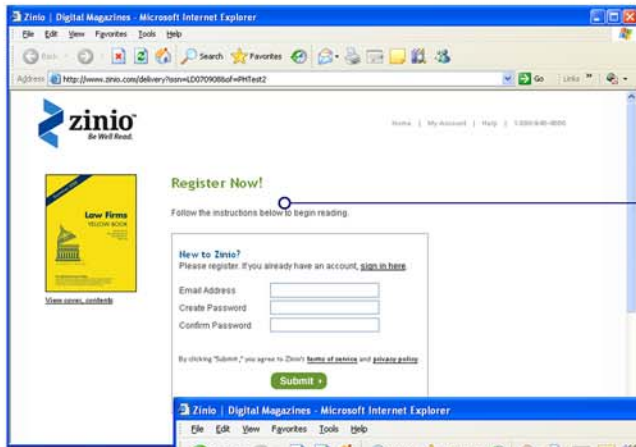 Zinio | Digital Magazines - Microsoft Internet Explorer
File Edit View Favorites Tools Help
Back Search Favorites
Address http://www.zinio.com/delivery?issn=LD070908&of=PHTest2 Go Links »
zinio™ Home | My Account | Help |
Be Well Read.
Register Now!
Follow the instructions below to begin reading.
Law Firms
YELLOW BOOK
View cover, contents
New to Zinio?
Please register. If you already have an account, sign in here.
Email Address
Create Password
Confirm Password
By clicking "Submit," you agree to Zinio's terms of service and privacy policy
Submit
Zinio | Digital Magazines - Microsoft Internet Explorer
File Edit View Favorites Tools Help